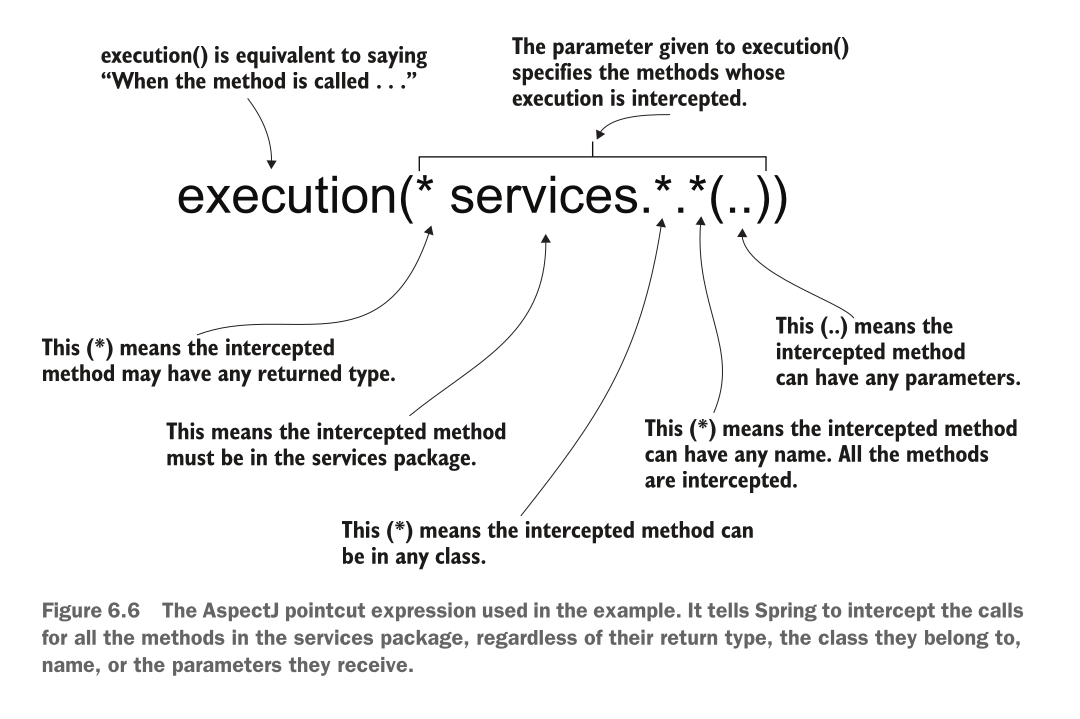 execution() is equivalent to saying
“When the method is called . . .”
The parameter given to execution()
specifies the methods whose
execution is intercepted.
execution(* services.*.*(..))
This (*) means the intercepted
method may have any returned type.
This means the intercepted method
must be in the services package.
This (*) means the intercepted method can
be in any class.
This (*) means the intercepted method
can have any name. All the methods
are intercepted.
This (..) means the
intercepted method
can have any parameters.
Figure 6.6 The AspectJ pointcut expression used in the example. It tells Spring to intercept the calls
for all the methods in the services package, regardless of their return type, the class they belong to,
name, or the parameters they receive.